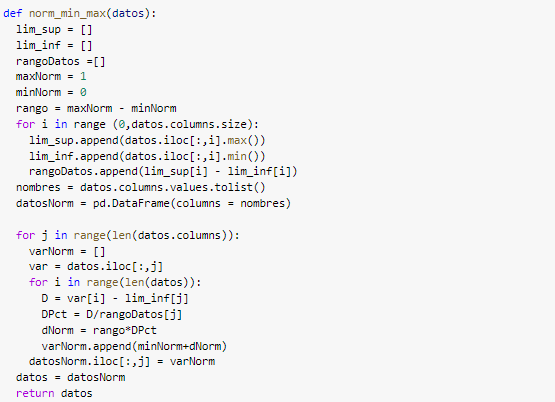 def norm_min_max(datos):
  lim_sup = []
  lim_inf = []
  rangoDatos =[]
  maxNorm = 1
  minNorm = 0
  rango = maxNorm - minNorm
  for i in range (0,datos.columns.size):
    lim_sup.append(datos.iloc[:,i].max())
    lim_inf.append(datos.iloc[:,i].min())
    rangoDatos.append(lim_sup[i] - lim_inf[i])
  nombres = datos.columns.values.tolist()
  datosNorm = pd.DataFrame(columns = nombres)

  for j in range(len(datos.columns)):
    varNorm = []
    var = datos.iloc[:,j]
    for i in range(len(datos)):
      D = var[i] - lim_inf[j]
      DPct = D/rangoDatos[j]
      dNorm = rango*DPct
      varNorm.append(minNorm+dNorm)
    datosNorm.iloc[:,j] = varNorm
  datos = datosNorm
  return datos